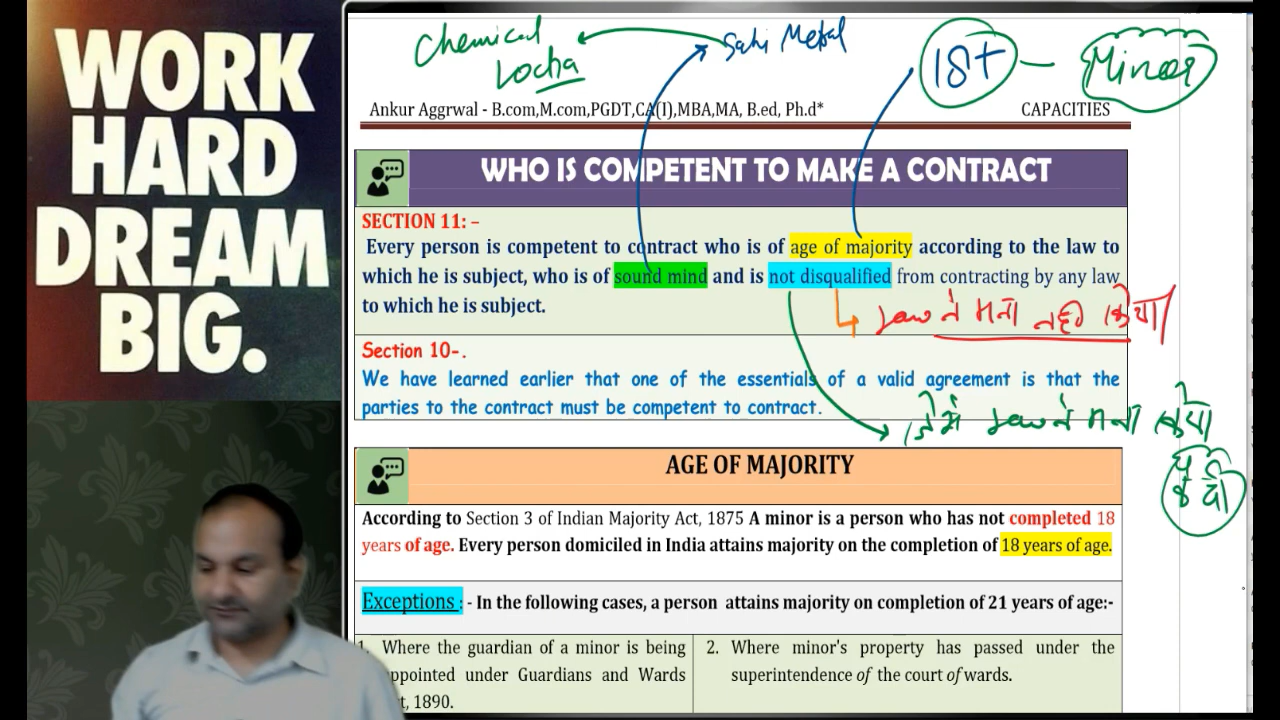 WORK
HARD
DREAM
BIG.
Chemical
Locha
Sahi Metal
18+ — Minor
Ankur Aggrwal - B.com,M.com,PGDT,CA(I),MBA,MA, B.ed, Ph.d*
CAPACITIES
WHO IS COMPETENT TO MAKE A CONTRACT
SECTION 11: –
Every person is competent to contract who is of age of majority according to the law to
which he is subject, who is of sound mind and is not disqualified from contracting by any law
to which he is subject.
Law ने मना नही किया
Section 10-.
We have learned earlier that one of the essentials of a valid agreement is that the
parties to the contract must be competent to contract.
Law ने मना किया
AGE OF MAJORITY
According to Section 3 of Indian Majority Act, 1875 A minor is a person who has not completed 18
years of age. Every person domiciled in India attains majority on the completion of 18 years of age.
Exceptions : - In the following cases, a person attains majority on completion of 21 years of age:-
1. Where the guardian of a minor is being
ppointed under Guardians and Wards
t, 1890.
2. Where minor's property has passed under the
superintendence of the court of wards.